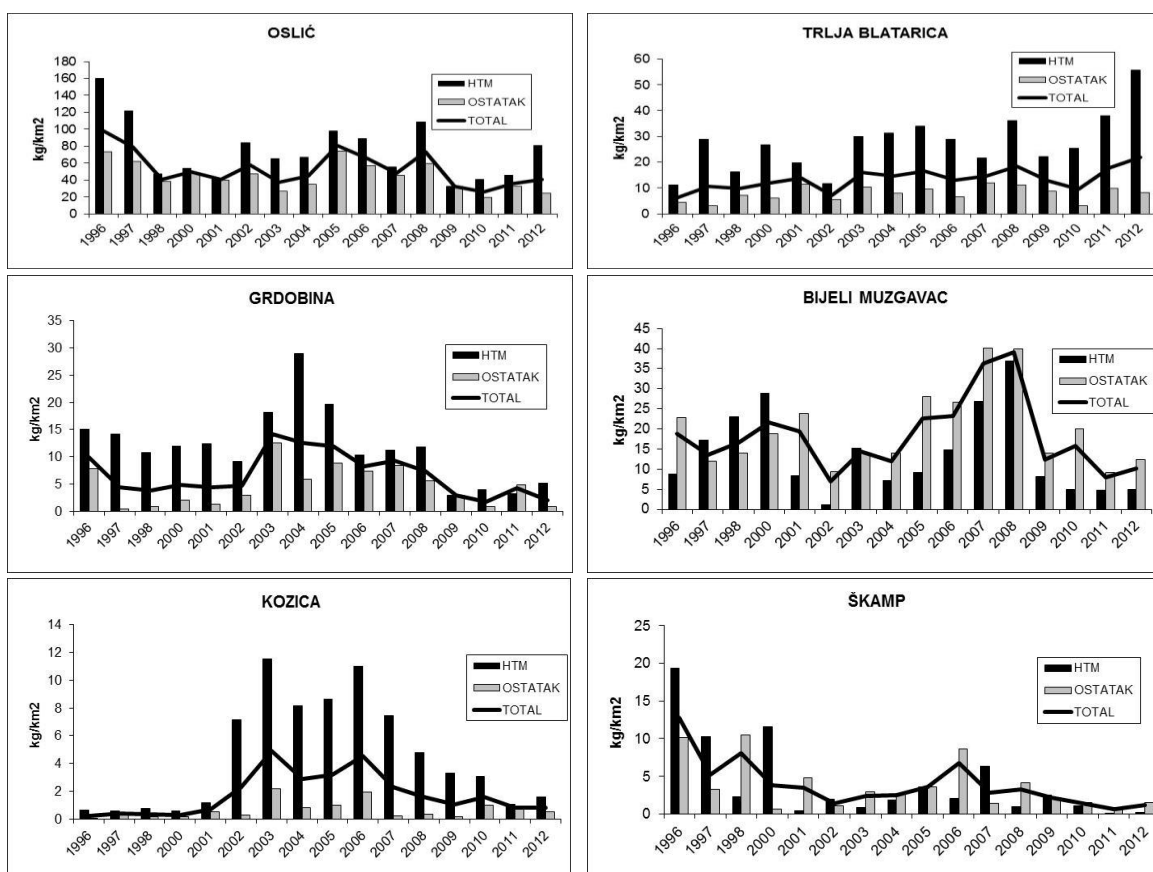 OSLIĆ
kg/km2
180
160
140
120
100
80
60
40
20
0
HTM
OSTATAK
TOTAL
1996 1997 1998 2000 2001 2002 2003 2004 2005 2006 2007 2008 2009 2010 2011 2012
TRLJA BLATARICA
kg/km2
60
50
40
30
20
10
0
HTM
OSTATAK
TOTAL
1996 1997 1998 2000 2001 2002 2003 2004 2005 2006 2007 2008 2009 2010 2011 2012
GRDOBINA
kg/km2
35
30
25
20
15
10
5
0
HTM
OSTATAK
TOTAL
1996 1997 1998 2000 2001 2002 2003 2004 2005 2006 2007 2008 2009 2010 2011 2012
BIJELI MUZGAVAC
kg/km2
45
40
35
30
25
20
15
10
5
0
HTM
OSTATAK
TOTAL
1996 1997 1998 2000 2001 2002 2003 2004 2005 2006 2007 2008 2009 2010 2011 2012
KOZICA
kg/km2
14
12
10
8
6
4
2
0
HTM
OSTATAK
TOTAL
1996 1997 1998 2000 2001 2002 2003 2004 2005 2006 2007 2008 2009 2010 2011 2012
ŠKAMP
kg/km2
25
20
15
10
5
0
HTM
OSTATAK
TOTAL
1996 1997 1998 2000 2001 2002 2003 2004 2005 2006 2007 2008 2009 2010 2011 2012